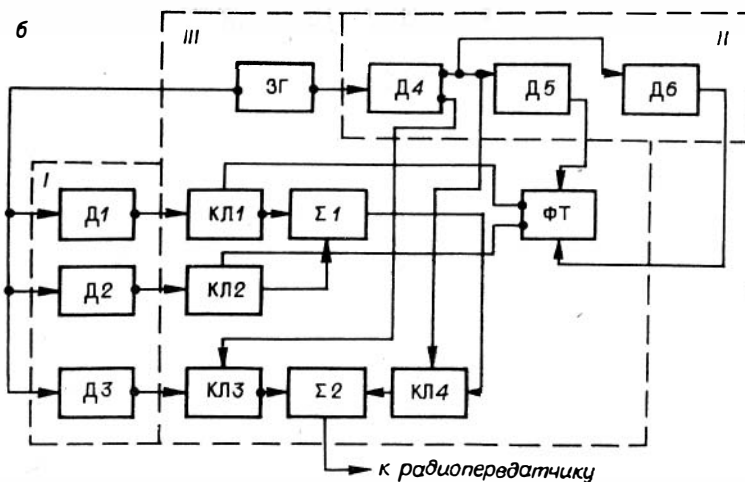 б
III
II
ЗГ
Д4
Д5
Д6
I
Д1
КЛ1
Σ1
ФТ
Д2
КЛ2
Д3
КЛ3
Σ2
КЛ4
к радиопередатчику